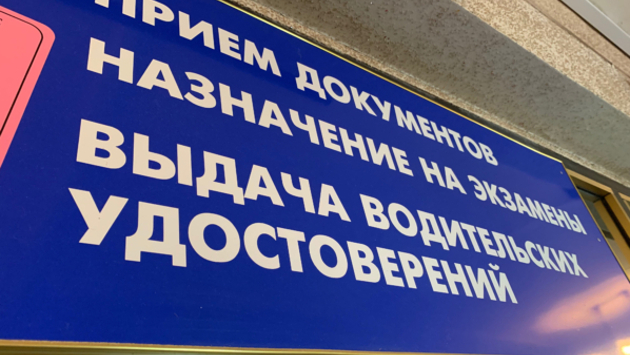 ПРИЕМ ДОКУМЕНТОВ
НАЗНАЧЕНИЕ НА ЭКЗАМЕНЫ
ВЫДАЧА ВОДИТЕЛЬСКИХ
УДОСТОВЕРЕНИЙ